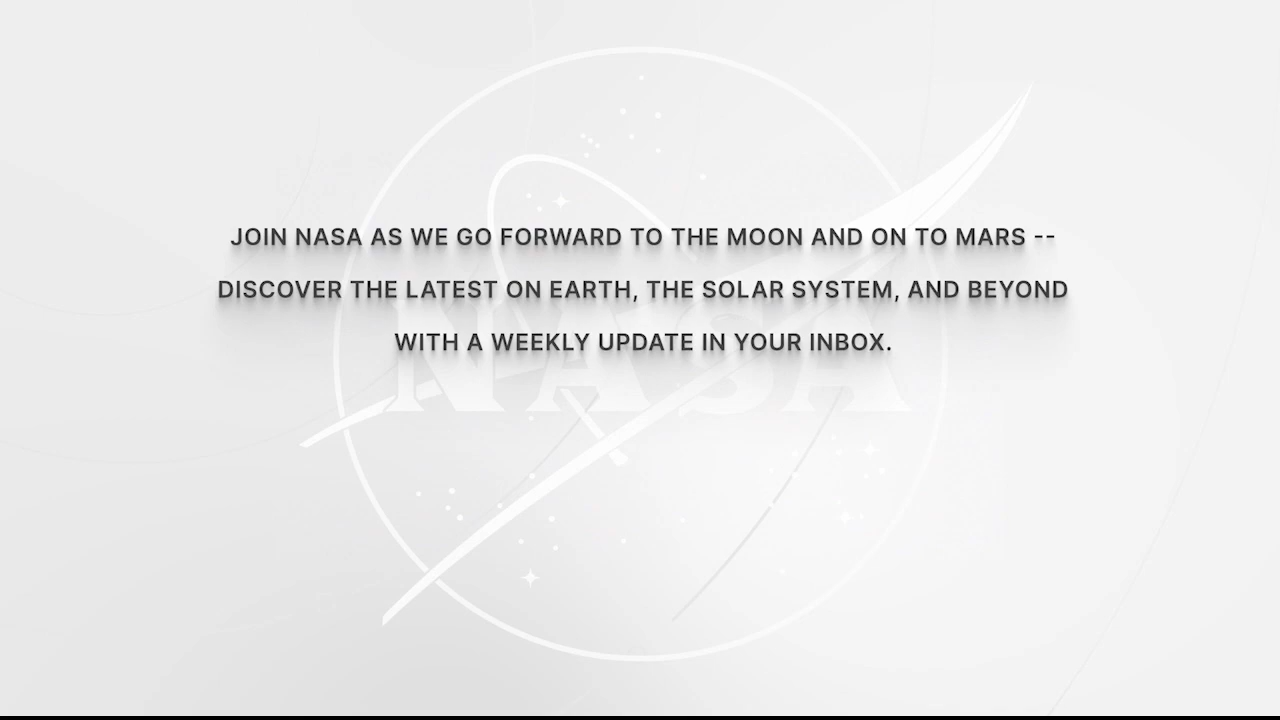 JOIN NASA AS WE GO FORWARD TO THE MOON AND ON TO MARS --
DISCOVER THE LATEST ON EARTH, THE SOLAR SYSTEM, AND BEYOND
WITH A WEEKLY UPDATE IN YOUR INBOX.
NASA